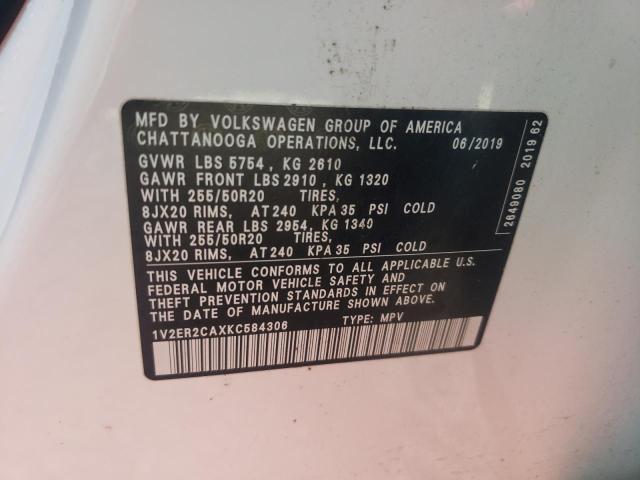 MFD BY VOLKSWAGEN GROUP OF AMERICA
CHATTANOOGA OPERATIONS, LLC. 06/2019
GVWR LBS 5754 , KG 2610
GAWR FRONT LBS 2910 , KG 1320
WITH 255/50R20 TIRES,
8JX20 RIMS, AT 240 KPA 35 PSI COLD
GAWR REAR LBS 2954, KG 1340
WITH 255/50R20 TIRES,
8JX20 RIMS, AT 240 KPA 35 PSI COLD
THIS VEHICLE CONFORMS TO ALL APPLICABLE U.S.
FEDERAL MOTOR VEHICLE SAFETY AND
THEFT PREVENTION STANDARDS IN EFFECT ON
THE DATE OF MANUFACTURE SHOWN ABOVE.
1V2ER2CAXKC584306 TYPE: MPV
2649080 2019 62